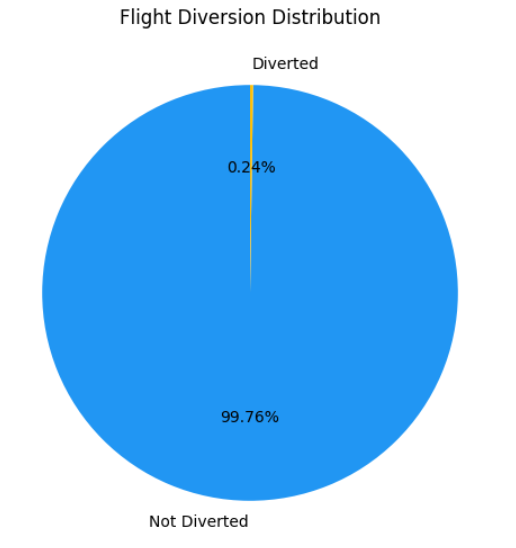 Flight Diversion Distribution
Diverted
0.24%
99.76%
Not Diverted